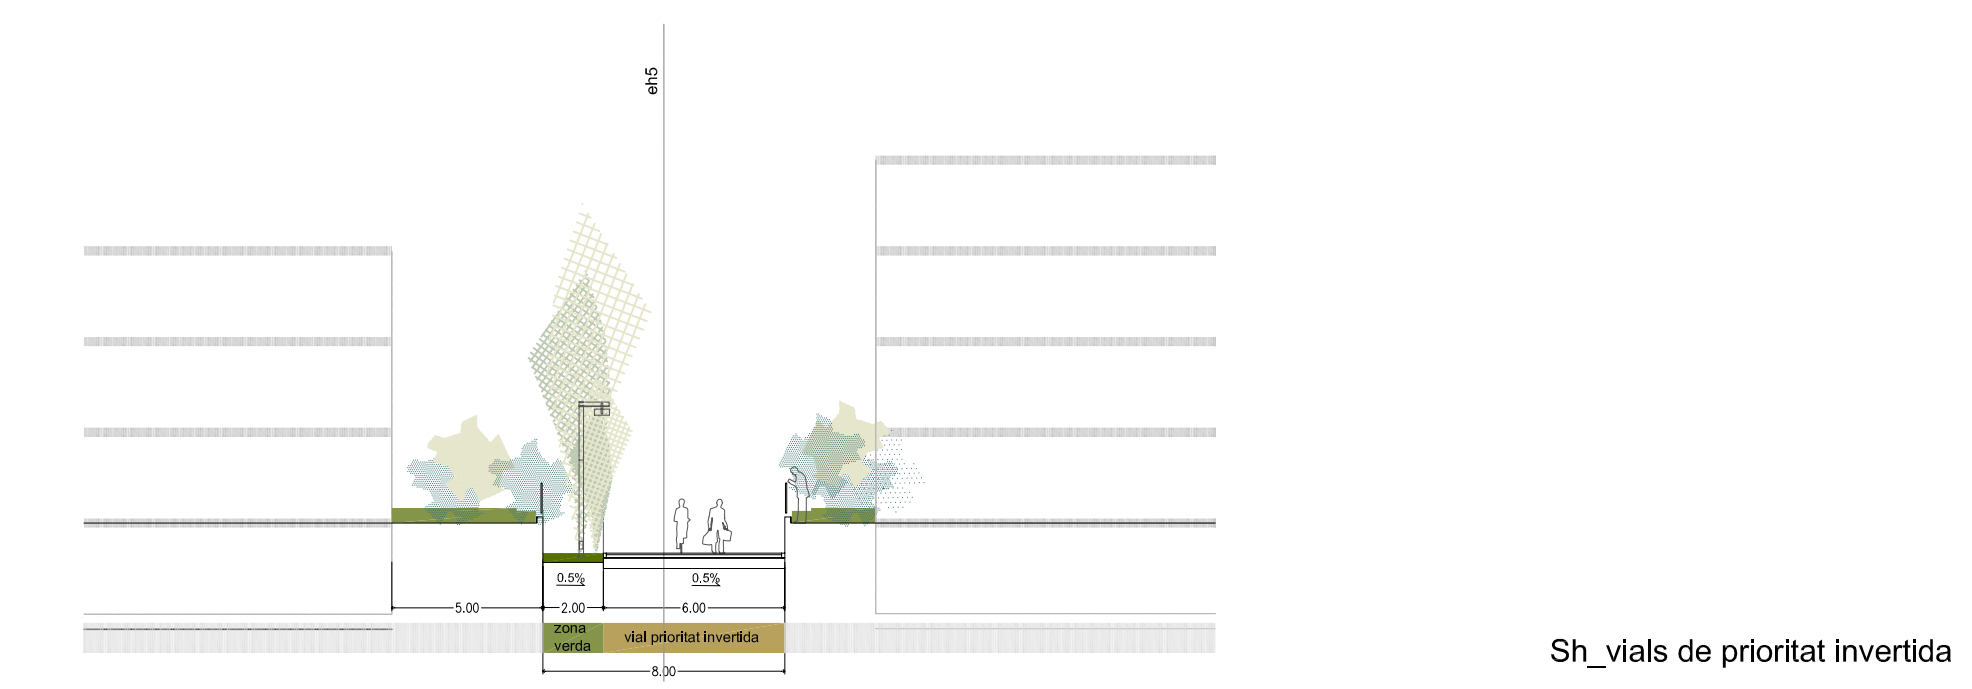 eh5
0.5%
0.5%
5.00
2.00
6.00
zona
verda
vial prioritat invertida
8.00
Sh_vials de prioritat invertida